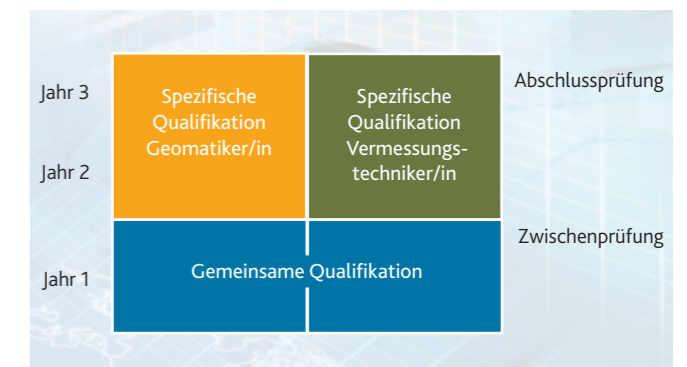 Jahr 3
Spezifische
Qualifikation
Geomatiker/in
Spezifische
Qualifikation
Vermessungs-
techniker/in
Abschlussprüfung
Jahr 2
Zwischenprüfung
Jahr 1
Gemeinsame Qualifikation